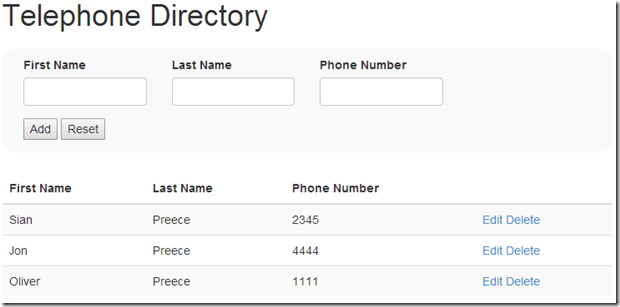 Telephone Directory
First Name Last Name Phone Number
Add Reset
First Name Last Name Phone Number
Sian Preece 2345 Edit Delete
Jon Preece 4444 Edit Delete
Oliver Preece 1111 Edit Delete